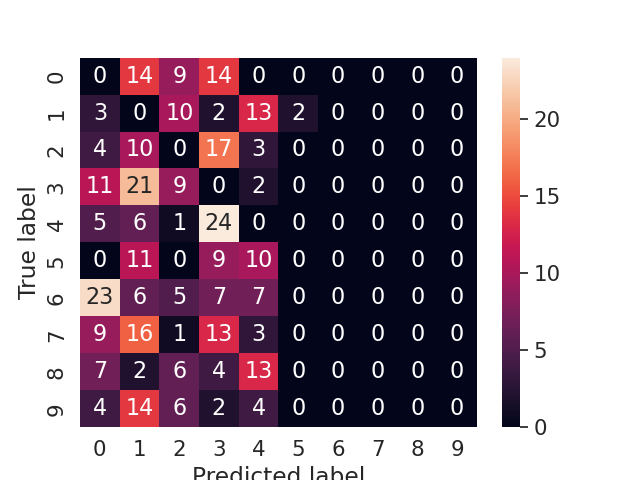 0 0 14 9 14 0 0 0 0 0 0
1 3 0 10 2 13 2 0 0 0 0
20
2 4 10 0 17 3 0 0 0 0 0
3 11 21 9 0 2 0 0 0 0 0
15
4 5 6 1 24 0 0 0 0 0 0
True label
5 0 11 0 9 10 0 0 0 0 0
10
6 23 6 5 7 7 0 0 0 0 0
7 9 16 1 13 3 0 0 0 0 0
5
8 7 2 6 4 13 0 0 0 0 0
9 4 14 6 2 4 0 0 0 0 0
0
0 1 2 3 4 5 6 7 8 9
Predicted label